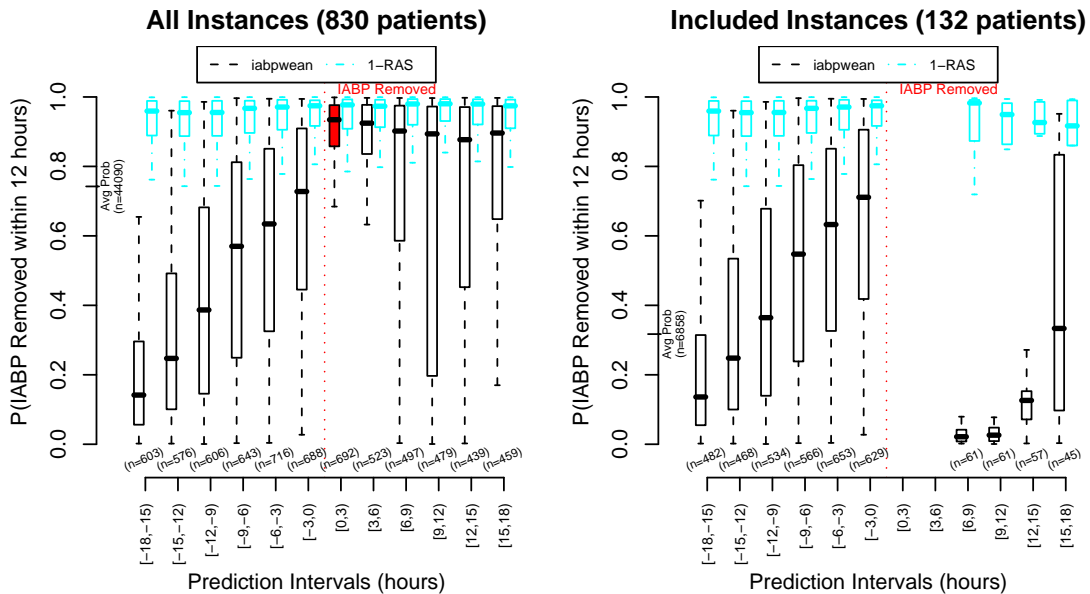 All Instances (830 patients)
iabpwean 1−RAS
IABP Removed
P(IABP Removed within 12 hours)
1.0
0.8
0.6
0.4
0.2
0.0
Avg Prob
(n=44090)
(n=603) (n=576) (n=606) (n=643) (n=716) (n=688) (n=692) (n=523) (n=497) (n=479) (n=439) (n=459)
[−18,−15) [−15,−12) [−12,−9) [−9,−6) [−6,−3) [−3,0) [0,3) [3,6) [6,9) [9,12) [12,15) [15,18)
Prediction Intervals (hours)
Included Instances (132 patients)
iabpwean 1−RAS
IABP Removed
P(IABP Removed within 12 hours)
1.0
0.8
0.6
0.4
0.2
0.0
Avg Prob
(n=6858)
(n=482) (n=468) (n=534) (n=566) (n=653) (n=629) (n=61) (n=61) (n=57) (n=45)
[−18,−15) [−15,−12) [−12,−9) [−9,−6) [−6,−3) [−3,0) [0,3) [3,6) [6,9) [9,12) [12,15) [15,18)
Prediction Intervals (hours)